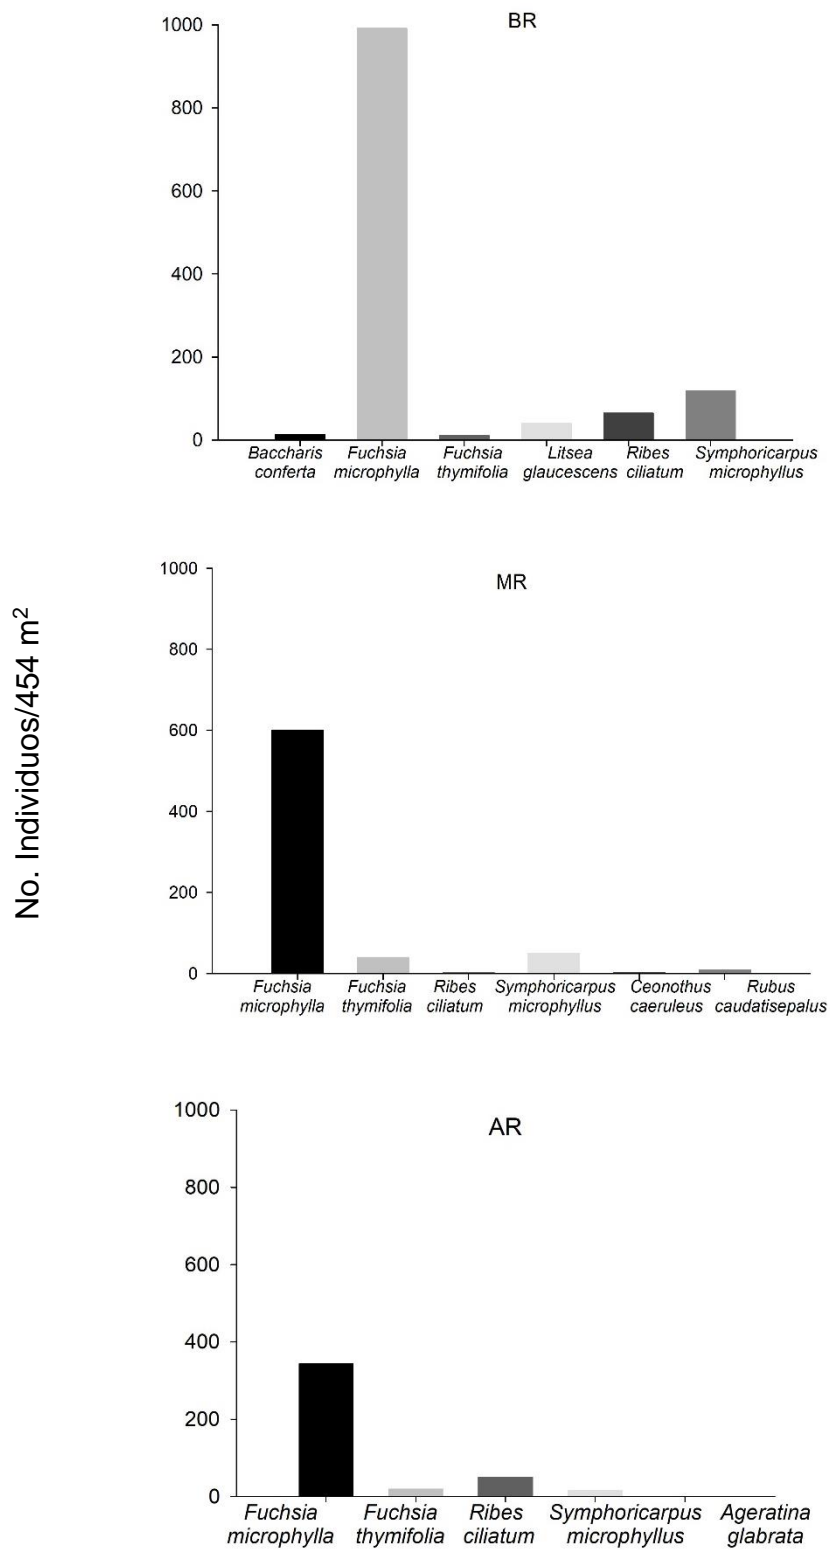 BR
1000
800
600
400
200
0
Baccharis Fuchsia Fuchsia Litsea Ribes Symphoricarpus
conferta microphylla thymifolia glaucescens ciliatum microphyllus
No. Individuos/454 m²
MR
1000
800
600
400
200
0
Fuchsia Fuchsia Ribes Symphoricarpus Ceonothus Rubus
microphylla thymifolia ciliatum microphyllus caeruleus caudatisepalus
AR
1000
800
600
400
200
0
Fuchsia Fuchsia Ribes Symphoricarpus Ageratina
microphylla thymifolia ciliatum microphyllus glabrata